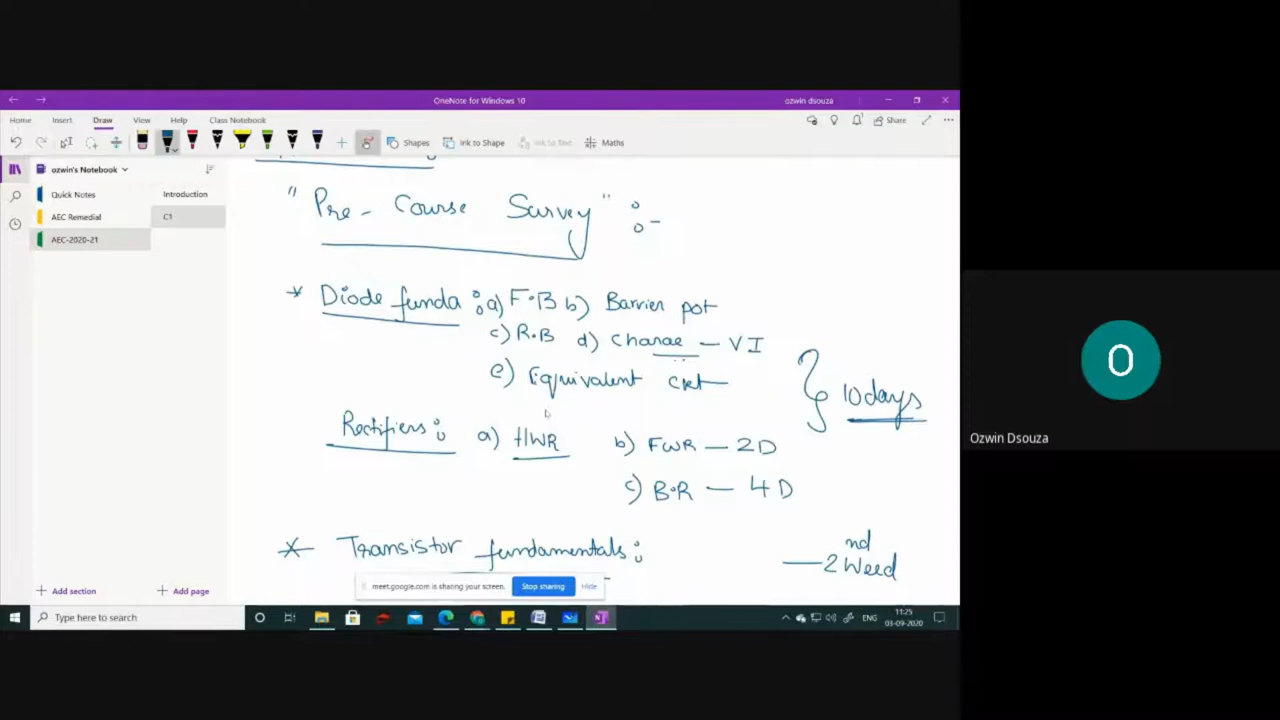 OneNote for Windows 10
ozwin dsouza
Home Insert Draw View Help Class Notebook
Share
Shapes Ink to Shape Ink to Text Maths
ozwin's Notebook
Quick Notes
AEC Remedial
AEC-2020-21
Introduction
C1
"Pre-Course Survey" :-
* Diode funda : a) F.B b) Barrier pot
c) R.B d) Charac - VI
e) Equivalent ckt
} 10 days
Rectifiers : a) HWR b) FWR - 2D
c) B.R - 4D
* Transistor fundamentals :
- 2nd Weed
meet.google.com is sharing your screen. Stop sharing Hide
+ Add section + Add page
Type here to search
ENG
11:25
03-09-2020
O
Ozwin Dsouza